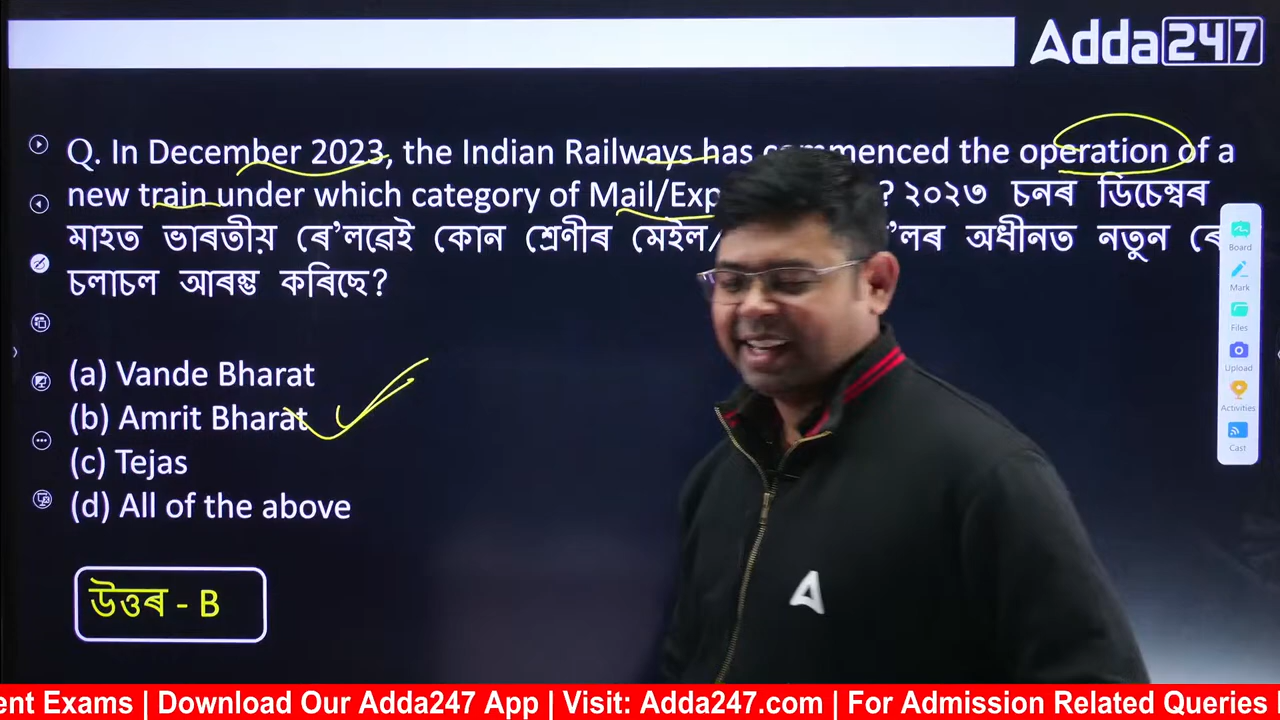 Adda247
Q. In December 2023, the Indian Railways has commenced the operation of a
new train under which category of Mail/Exp ? ২০২৩ চনৰ ডিচেম্বৰ
মাহত ভাৰতীয় ৰে’লৱেই কোন শ্ৰেণীৰ মেইল/ ’লৰ অধীনত নতুন ৰে
চলাচল আৰম্ভ কৰিছে?
(a) Vande Bharat
(b) Amrit Bharat
(c) Tejas
(d) All of the above
উত্তৰ - B
Board
Mark
Files
Upload
Activities
Cast
ent Exams | Download Our Adda247 App | Visit: Adda247.com | For Admission Related Queries